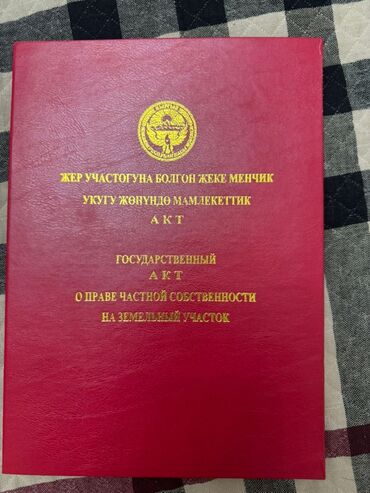 ЖЕР УЧАСТОГУНА БОЛГОН ЖЕКЕ МЕНЧИК
УКУГУ ЖӨНҮНДӨ МАМЛЕКЕТТИК
АКТ
ГОСУДАРСТВЕННЫЙ
АКТ
О ПРАВЕ ЧАСТНОЙ СОБСТВЕННОСТИ
НА ЗЕМЕЛЬНЫЙ УЧАСТОК